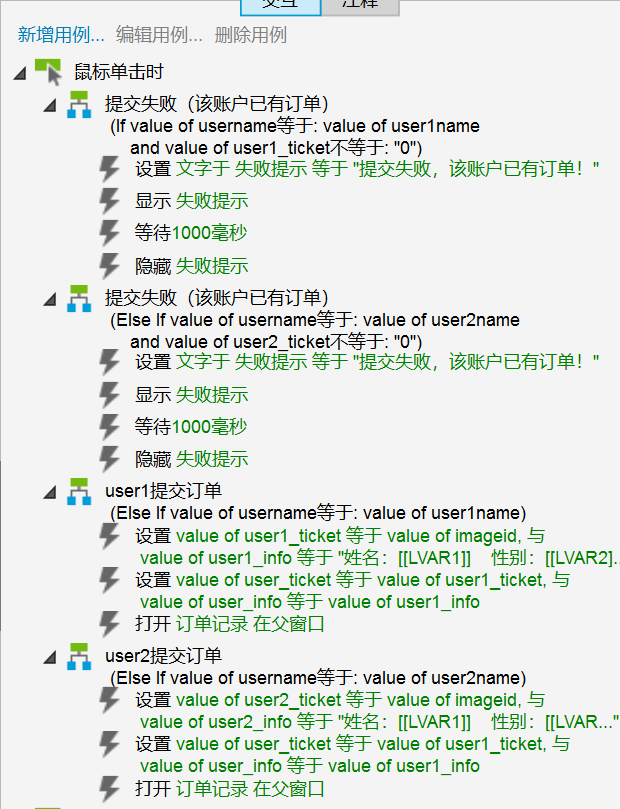 交互 注释
新增用例... 编辑用例... 删除用例
鼠标单击时
提交失败（该账户已有订单）
(If value of username等于: value of user1name
and value of user1_ticket不等于: "0")
设置 文字于 失败提示 等于 "提交失败，该账户已有订单！"
显示 失败提示
等待1000毫秒
隐藏 失败提示
提交失败（该账户已有订单）
(Else If value of username等于: value of user2name
and value of user2_ticket不等于: "0")
设置 文字于 失败提示 等于 "提交失败，该账户已有订单！"
显示 失败提示
等待1000毫秒
隐藏 失败提示
user1提交订单
(Else If value of username等于: value of user1name)
设置 value of user1_ticket 等于 value of imageid, 与
value of user1_info 等于 "姓名：[[LVAR1]] 性别：[[LVAR2]..
设置 value of user_ticket 等于 value of user1_ticket, 与
value of user_info 等于 value of user1_info
打开 订单记录 在父窗口
user2提交订单
(Else If value of username等于: value of user2name)
设置 value of user2_ticket 等于 value of imageid, 与
value of user2_info 等于 "姓名：[[LVAR1]] 性别：[[LVAR..."
设置 value of user_ticket 等于 value of user1_ticket, 与
value of user_info 等于 value of user1_info
打开 订单记录 在父窗口